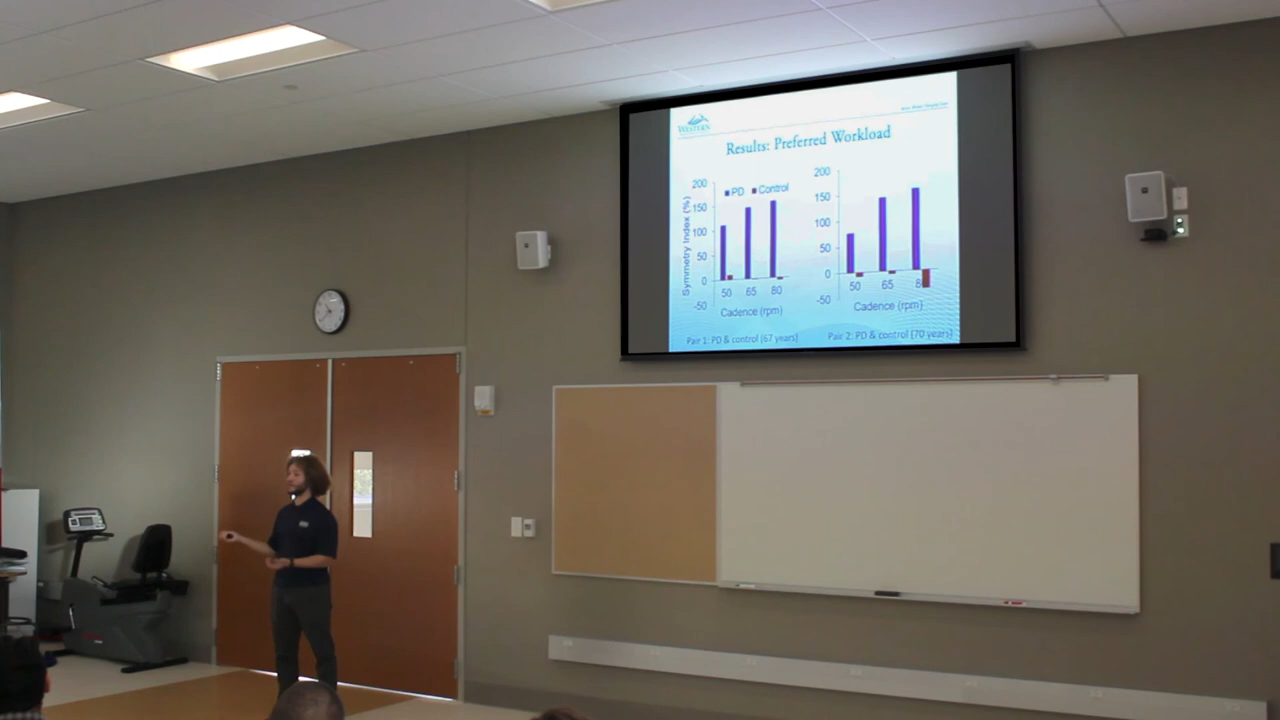 WESTERN
Results: Preferred Workload
PD Control
Symmetry Index (%)
200
150
100
50
0
-50
50 65 80
Cadence (rpm)
Pair 1: PD & control (67 years)
200
150
100
50
0
-50
50 65 8
Cadence (rpm)
Pair 2: PD & control (70 years)